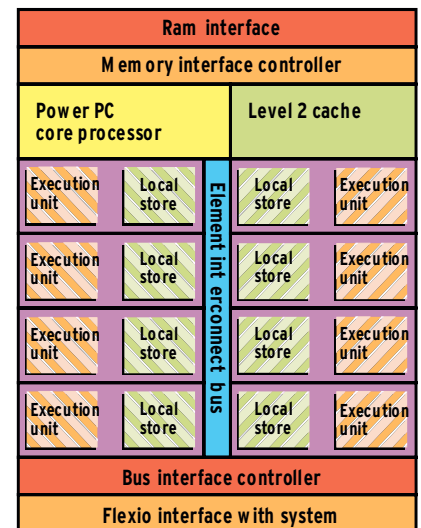 Ram interface
Memory interface controller
Power PC
core processor
Level 2 cache
Execution
unit
Local
store
Element int erconnect bus
Local
store
Execution
unit
Execution
unit
Local
store
Local
store
Execution
unit
Execution
unit
Local
store
Local
store
Execution
unit
Execution
unit
Local
store
Local
store
Execution
unit
Bus interface controller
Flexio interface with system